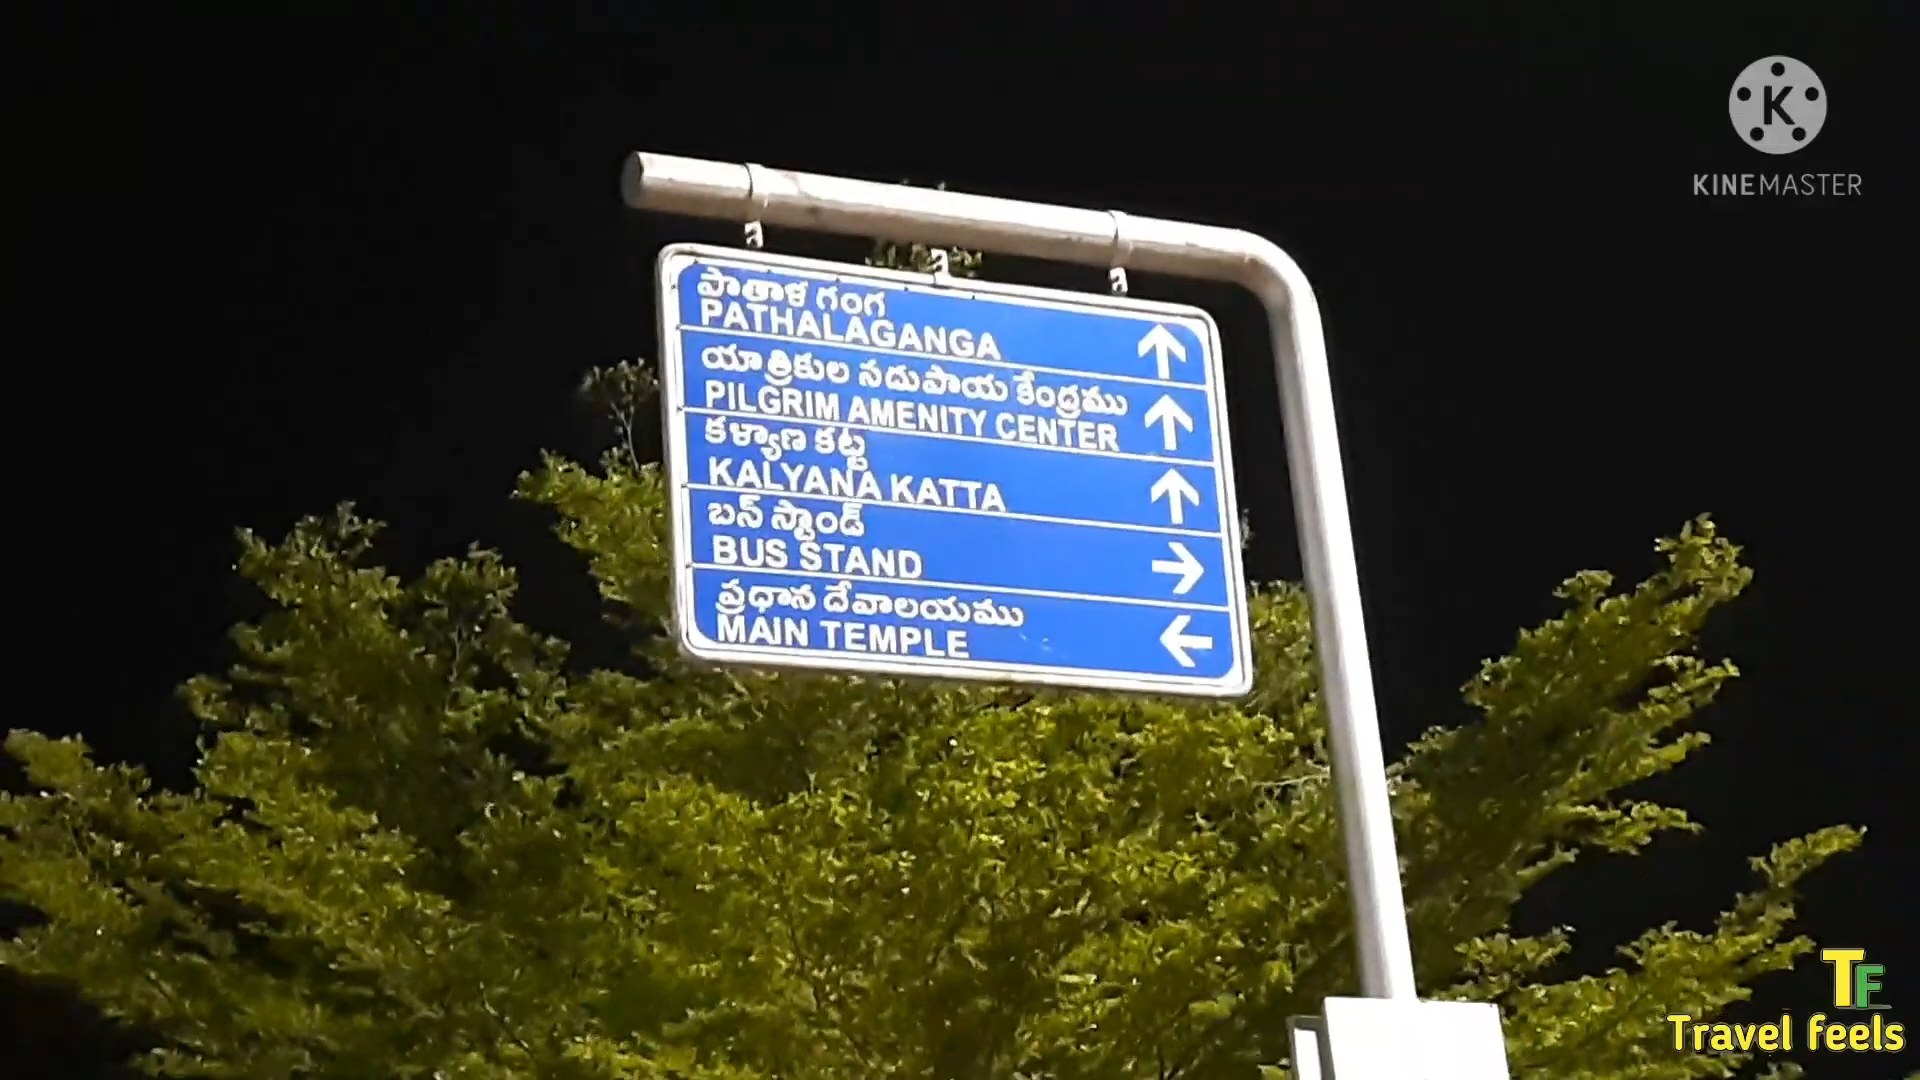 K
KINEMASTER
పాతాళ గంగ
PATHALAGANGA
యాత్రికుల సదుపాయ కేంద్రము
PILGRIM AMENITY CENTER
కళ్యాణ కట్ట
KALYANA KATTA
బస్ స్టాండ్
BUS STAND
ప్రధాన దేవాలయము
MAIN TEMPLE
TF
Travel feels